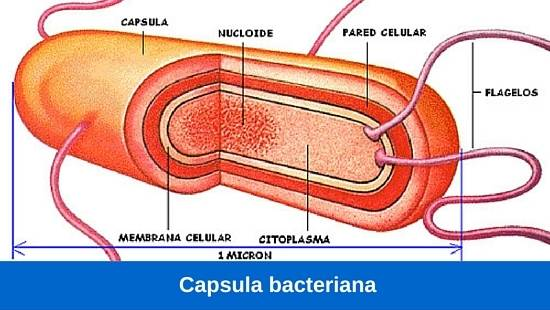 CAPSULA
NUCLOIDE
PARED CELULAR
FLAGELOS
MEMBRANA CELULAR
CITOPLASMA
1 MICRON
Capsula bacteriana